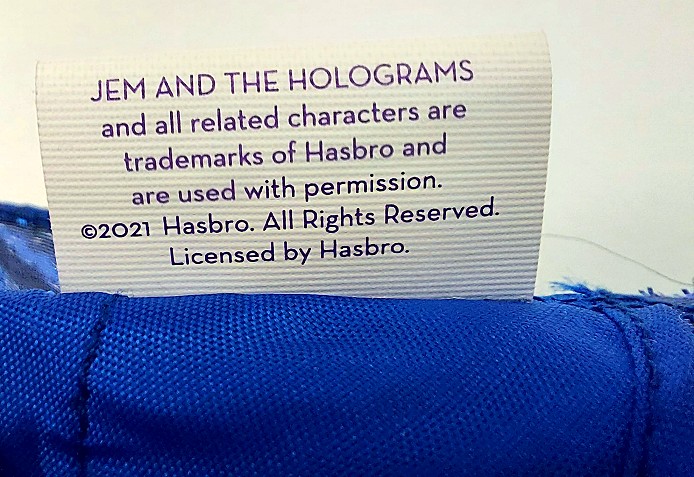 JEM AND THE HOLOGRAMS
and all related characters are
trademarks of Hasbro and
are used with permission.
©2021 Hasbro. All Rights Reserved.
Licensed by Hasbro.